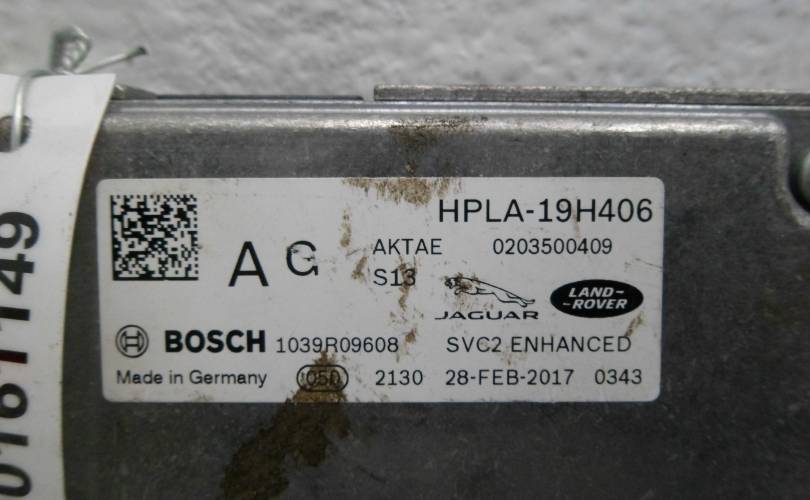 HPLA-19H406
A G
AKTAE 0203500409
S13
JAGUAR
LAND-
-ROVER
BOSCH 1039R09608 SVC2 ENHANCED
Made in Germany 050 2130 28-FEB-2017 0343